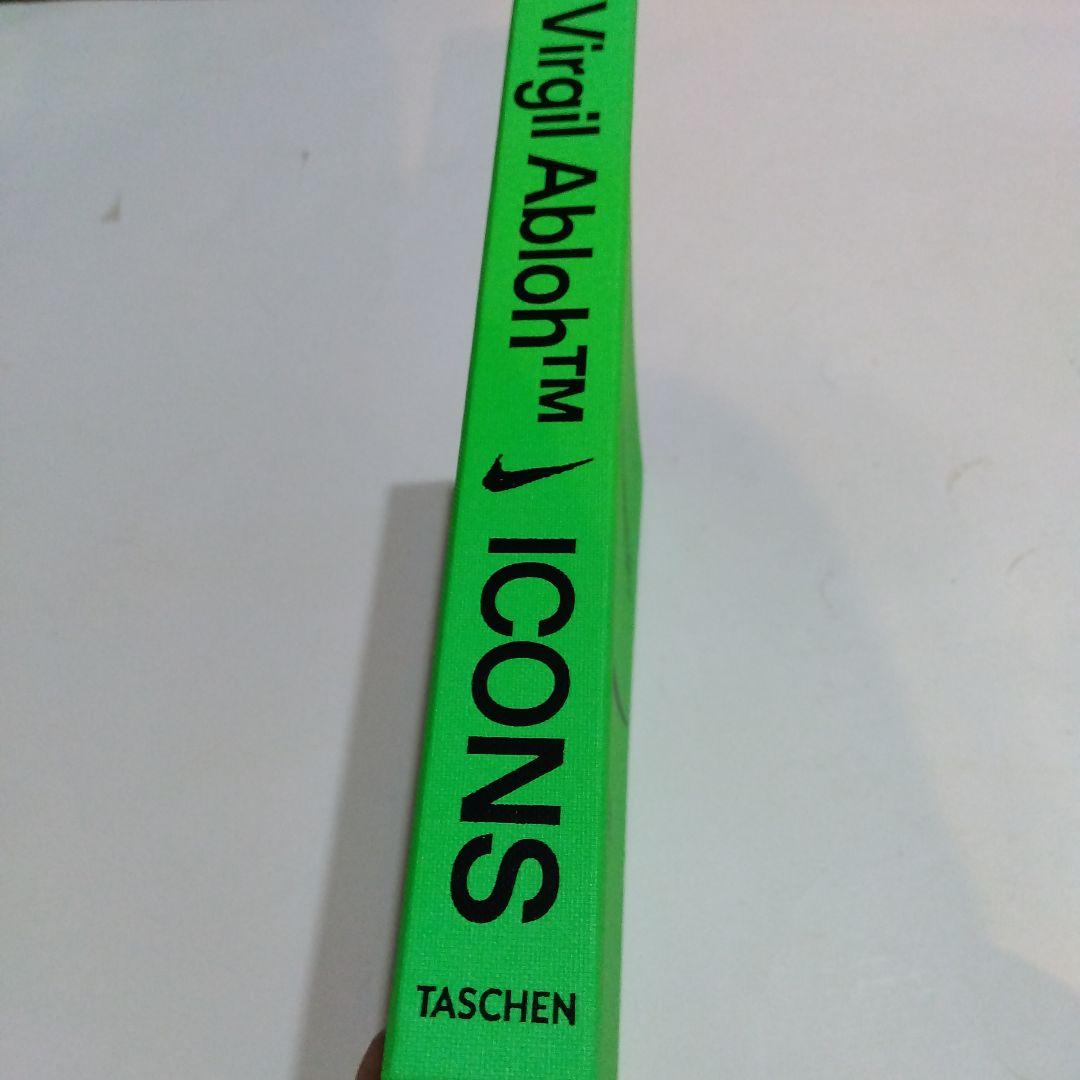 Virgil Abloh™
ICONS
TASCHEN